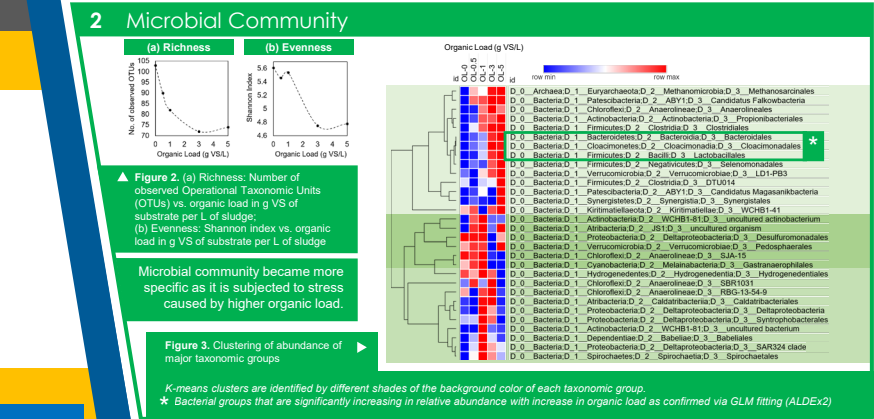 2 Microbial Community
(a) Richness
(b) Evenness
No. of observed OTUs
105
100
95
90
85
80
75
70
0 1 2 3 4 5
Organic Load (g VS/L)
Shannon Index
5.6
5.2
4.8
4.6
0 1 2 3 4 5
Organic Load (g VS/L)
Figure 2. (a) Richness: Number of
observed Operational Taxonomic Units
(OTUs) vs. organic load in g VS of
substrate per L of sludge;
(b) Evenness: Shannon index vs. organic
load in g VS of substrate per L of sludge
Microbial community became more
specific as it is subjected to stress
caused by higher organic load.
Figure 3. Clustering of abundance of
major taxonomic groups
Organic Load (g VS/L)
id OL-0 OL-0.5 OL-1 OL-3 OL-5
row min row max
id
D_0__Archaea;D_1__Euryarchaeota;D_2__Methanomicrobia;D_3__Methanosarcinales
D_0__Bacteria;D_1__Patescibacteria;D_2__ABY1;D_3__Candidatus Falkowbacteria
D_0__Bacteria;D_1__Chloroflexi;D_2__Anaerolineae;D_3__Anaerolineales
D_0__Bacteria;D_1__Actinobacteria;D_2__Actinobacteria;D_3__Propionibacteriales
D_0__Bacteria;D_1__Firmicutes;D_2__Clostridia;D_3__Clostridiales
D_0__Bacteria;D_1__Bacteroidetes;D_2__Bacteroidia;D_3__Bacteroidales
D_0__Bacteria;D_1__Cloacimonetes;D_2__Cloacimonadia;D_3__Cloacimonadales
D_0__Bacteria;D_1__Firmicutes;D_2__Bacilli;D_3__Lactobacillales
*
D_0__Bacteria;D_1__Firmicutes;D_2__Negativicutes;D_3__Selenomonadales
D_0__Bacteria;D_1__Verrucomicrobia;D_2__Verrucomicrobiae;D_3__LD1-PB3
D_0__Bacteria;D_1__Firmicutes;D_2__Clostridia;D_3__DTU014
D_0__Bacteria;D_1__Patescibacteria;D_2__ABY1;D_3__Candidatus Magasanikbacteria
D_0__Bacteria;D_1__Synergistetes;D_2__Synergistia;D_3__Synergistales
D_0__Bacteria;D_1__Kiritimatiellaeota;D_2__Kiritimatiellae;D_3__WCHB1-41
D_0__Bacteria;D_1__Actinobacteria;D_2__WCHB1-81;D_3__uncultured actinobacterium
D_0__Bacteria;D_1__Atribacteria;D_2__JS1;D_3__uncultured organism
D_0__Bacteria;D_1__Proteobacteria;D_2__Deltaproteobacteria;D_3__Desulfuromonadales
D_0__Bacteria;D_1__Verrucomicrobia;D_2__Verrucomicrobiae;D_3__Pedosphaerales
D_0__Bacteria;D_1__Chloroflexi;D_2__Anaerolineae;D_3__SJA-15
D_0__Bacteria;D_1__Cyanobacteria;D_2__Melainabacteria;D_3__Gastranaerophilales
D_0__Bacteria;D_1__Hydrogenedentes;D_2__Hydrogenedentia;D_3__Hydrogenedentiales
D_0__Bacteria;D_1__Chloroflexi;D_2__Anaerolineae;D_3__SBR1031
D_0__Bacteria;D_1__Chloroflexi;D_2__Anaerolineae;D_3__RBG-13-54-9
D_0__Bacteria;D_1__Atribacteria;D_2__Caldatribacteriia;D_3__Caldatribacteriales
D_0__Bacteria;D_1__Proteobacteria;D_2__Deltaproteobacteria;D_3__Deltaproteobacteria
D_0__Bacteria;D_1__Proteobacteria;D_2__Deltaproteobacteria;D_3__Syntrophobacterales
D_0__Bacteria;D_1__Actinobacteria;D_2__WCHB1-81;D_3__uncultured bacterium
D_0__Bacteria;D_1__Dependentiae;D_2__Babeliae;D_3__Babeliales
D_0__Bacteria;D_1__Proteobacteria;D_2__Deltaproteobacteria;D_3__SAR324 clade
D_0__Bacteria;D_1__Spirochaetes;D_2__Spirochaetia;D_3__Spirochaetales
K-means clusters are identified by different shades of the background color of each taxonomic group.
* Bacterial groups that are significantly increasing in relative abundance with increase in organic load as confirmed via GLM fitting (ALDEx2)